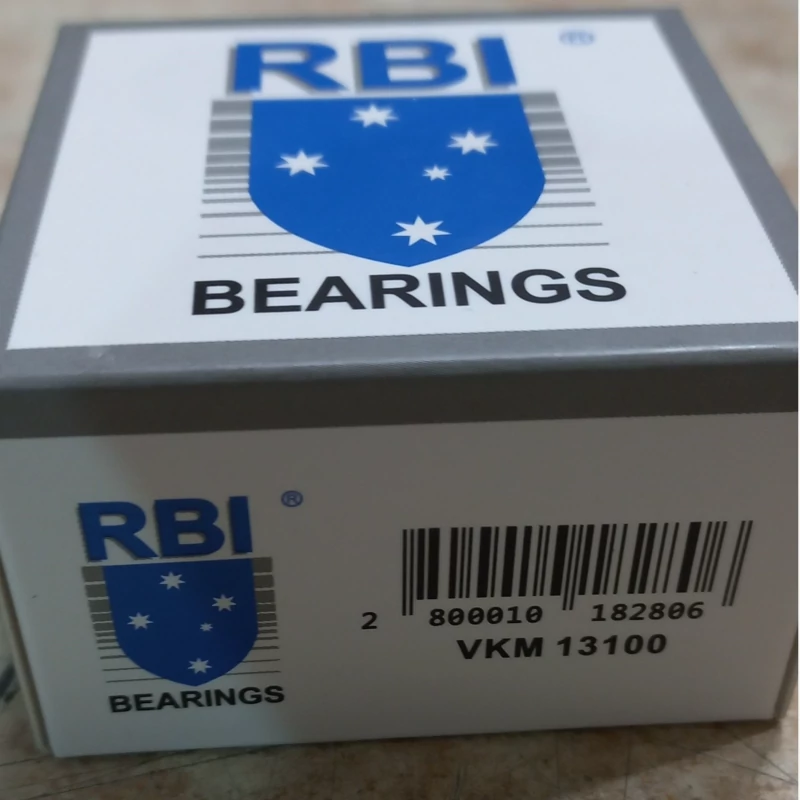 RBI ®
BEARINGS
RBI ®
BEARINGS
2 800010 182806
VKM 13100